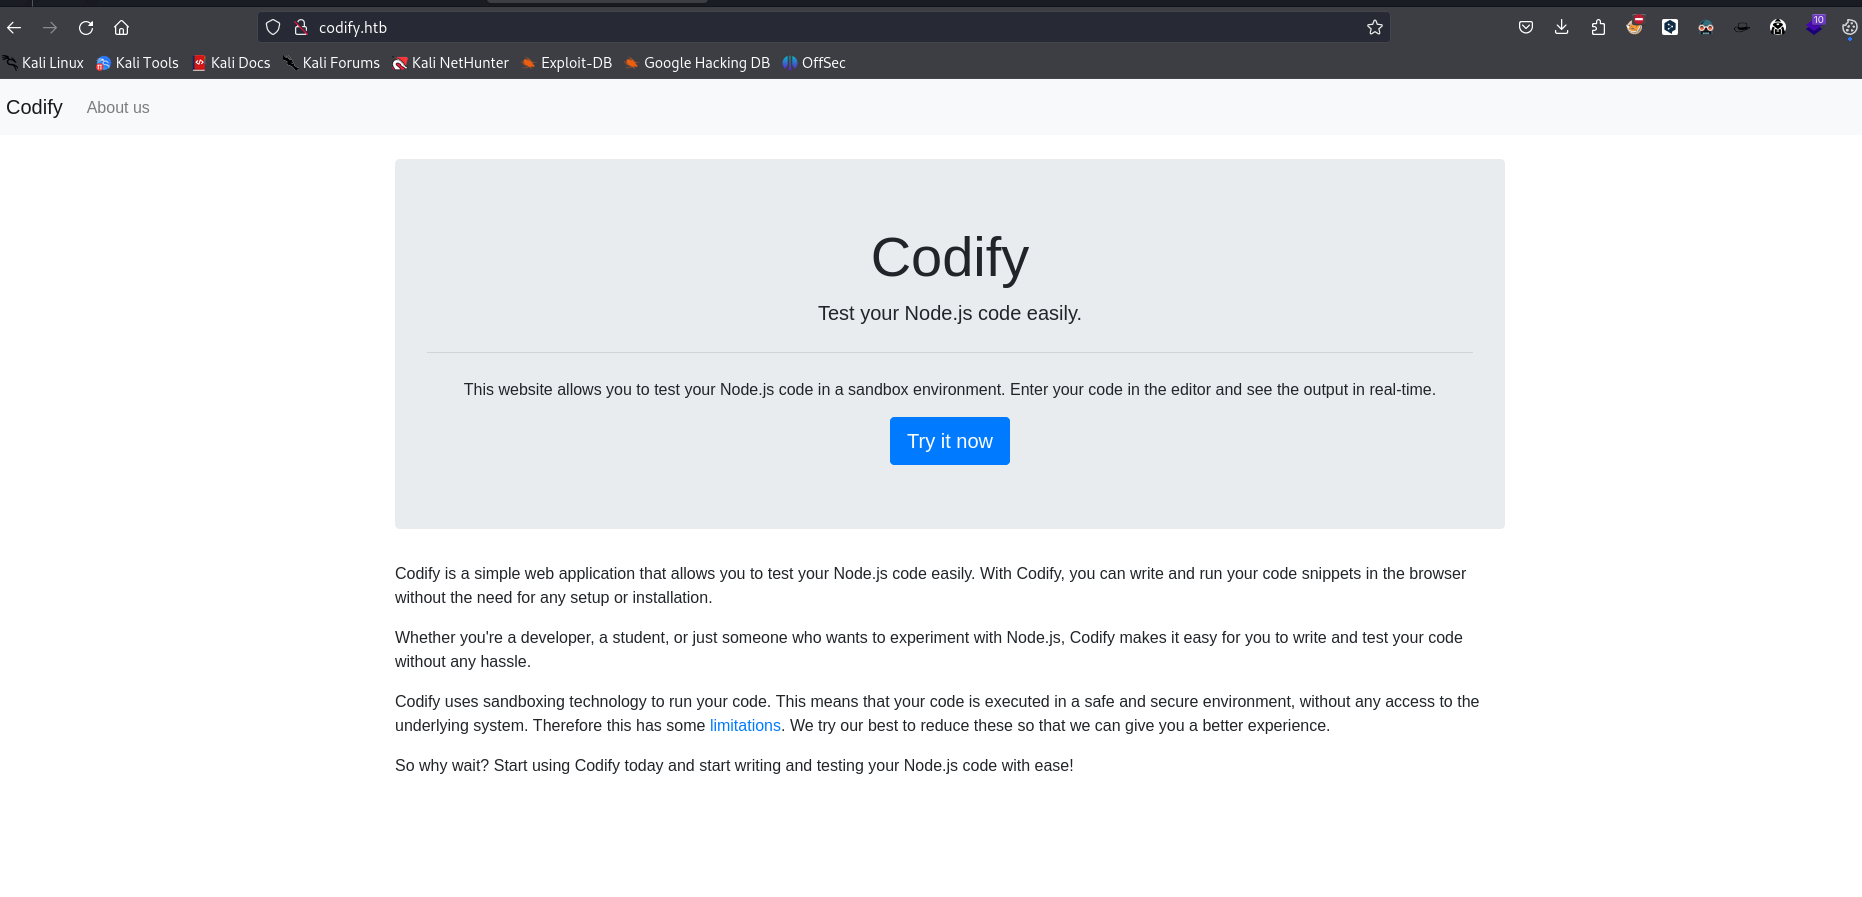 codify.htb
10
Kali Linux Kali Tools Kali Docs Kali Forums Kali NetHunter Exploit-DB Google Hacking DB OffSec
Codify About us
Codify
Test your Node.js code easily.
This website allows you to test your Node.js code in a sandbox environment. Enter your code in the editor and see the output in real-time.
Try it now
Codify is a simple web application that allows you to test your Node.js code easily. With Codify, you can write and run your code snippets in the browser
without the need for any setup or installation.
Whether you're a developer, a student, or just someone who wants to experiment with Node.js, Codify makes it easy for you to write and test your code
without any hassle.
Codify uses sandboxing technology to run your code. This means that your code is executed in a safe and secure environment, without any access to the
underlying system. Therefore this has some limitations. We try our best to reduce these so that we can give you a better experience.
So why wait? Start using Codify today and start writing and testing your Node.js code with ease!